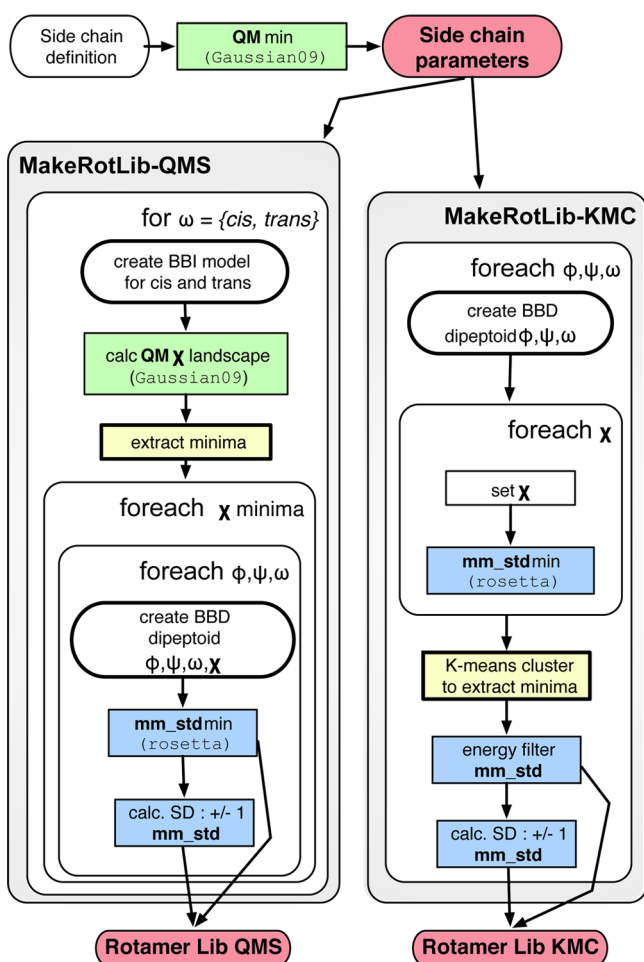 Side chain
definition
QM min
(Gaussian09)
Side chain
parameters
MakeRotLib-QMS
for ω = {cis, trans}
create BBI model
for cis and trans
calc QM χ landscape
(Gaussian09)
extract minima
foreach χ minima
foreach ϕ,ψ,ω
create BBD
dipeptoid
ϕ,ψ,ω,χ
mm_std min
(rosetta)
calc. SD : +/- 1
mm_std
Rotamer Lib QMS
MakeRotLib-KMC
foreach ϕ,ψ,ω
create BBD
dipeptoid ϕ,ψ,ω
foreach χ
set χ
mm_std min
(rosetta)
K-means cluster
to extract minima
energy filter
mm_std
calc. SD : +/- 1
mm_std
Rotamer Lib KMC